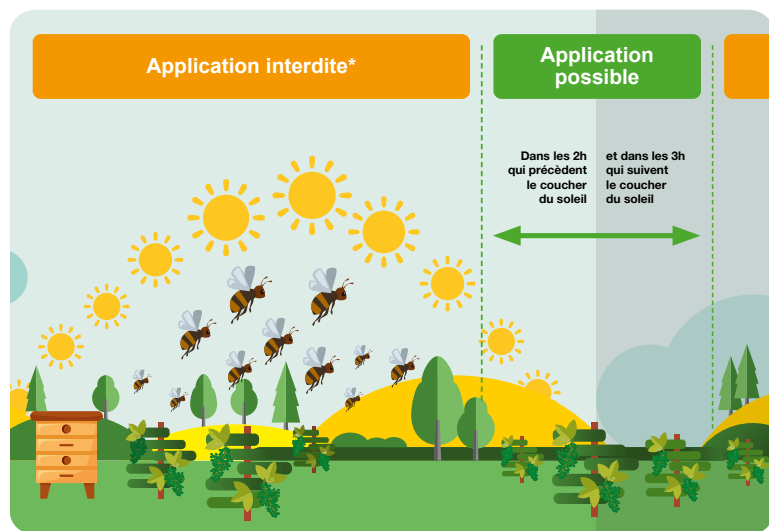 Application interdite*
Application
possible
Dans les 2h
qui précèdent
le coucher
du soleil
et dans les 3h
qui suivent
le coucher
du soleil